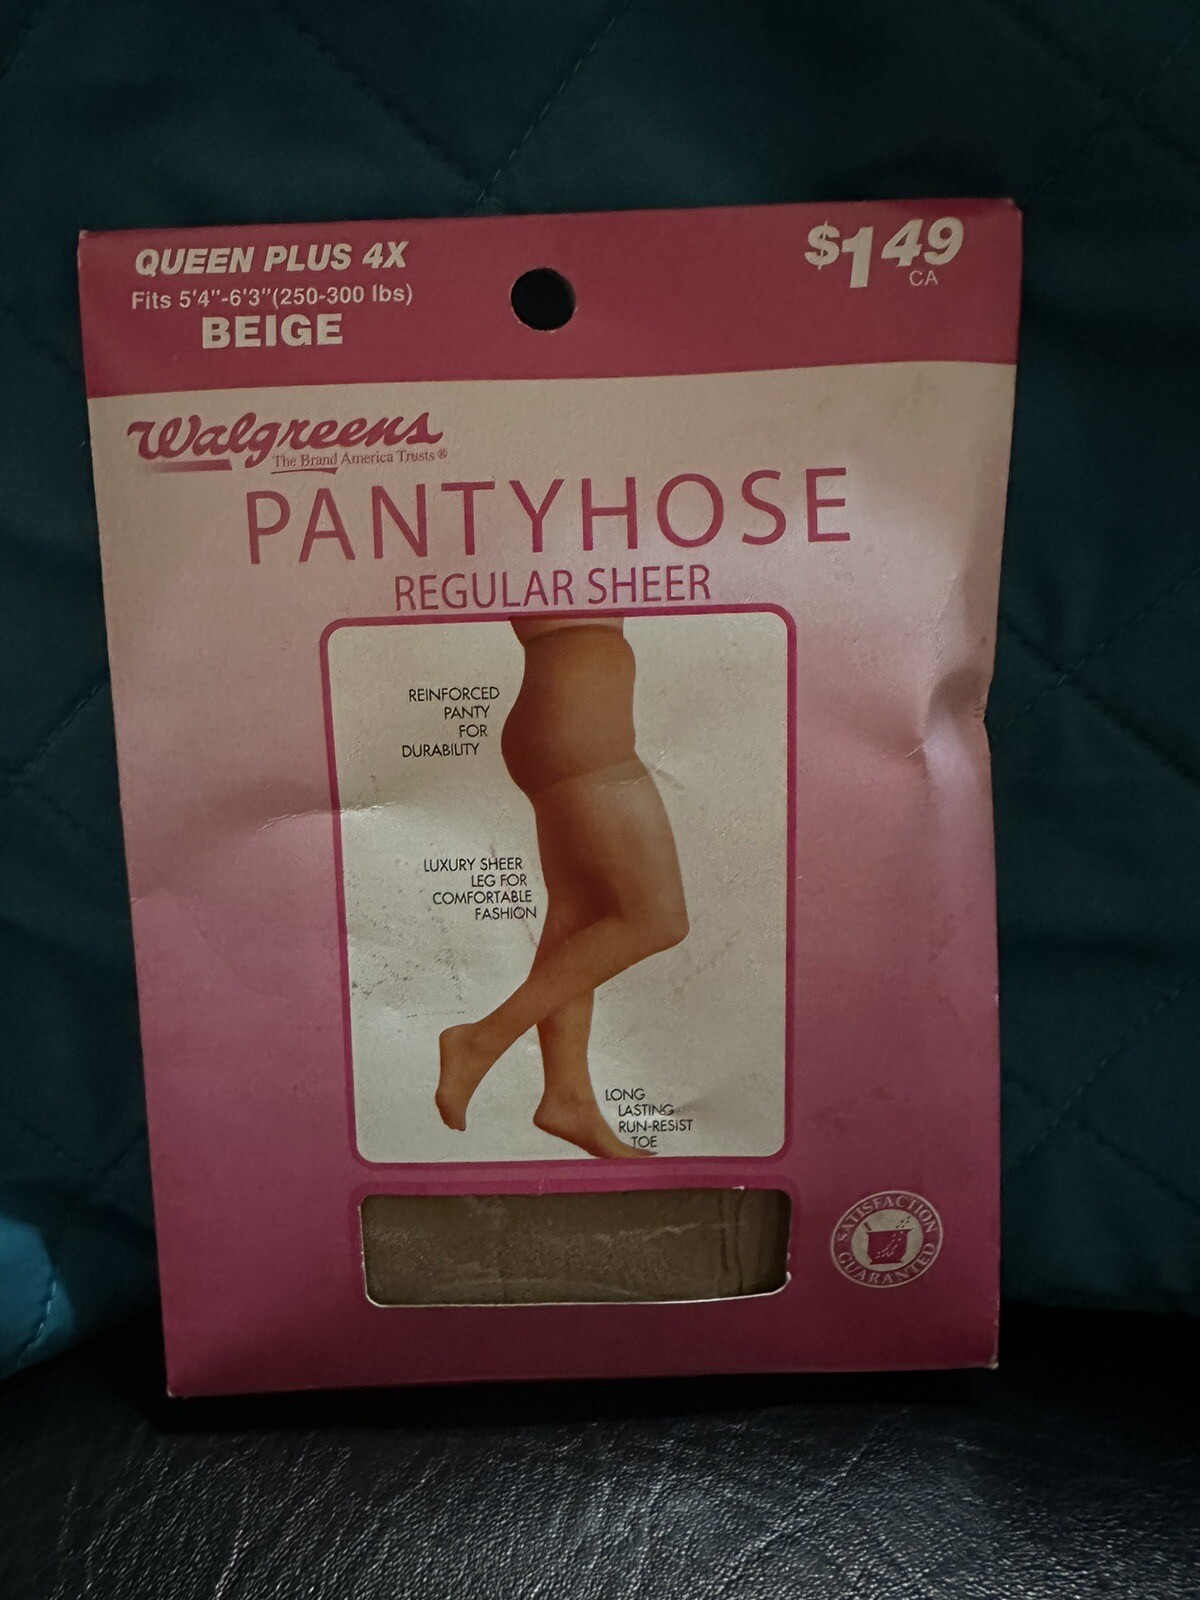 QUEEN PLUS 4X
Fits 5'4"-6'3"(250-300 lbs)
BEIGE
$1.49
CA
Walgreens
The Brand America Trusts®
PANTYHOSE
REGULAR SHEER
REINFORCED
PANTY
FOR
DURABILITY
LUXURY SHEER
LEG FOR
COMFORTABLE
FASHION
LONG
LASTING
RUN-RESIST
TOE
SATISFACTION
GUARANTEED